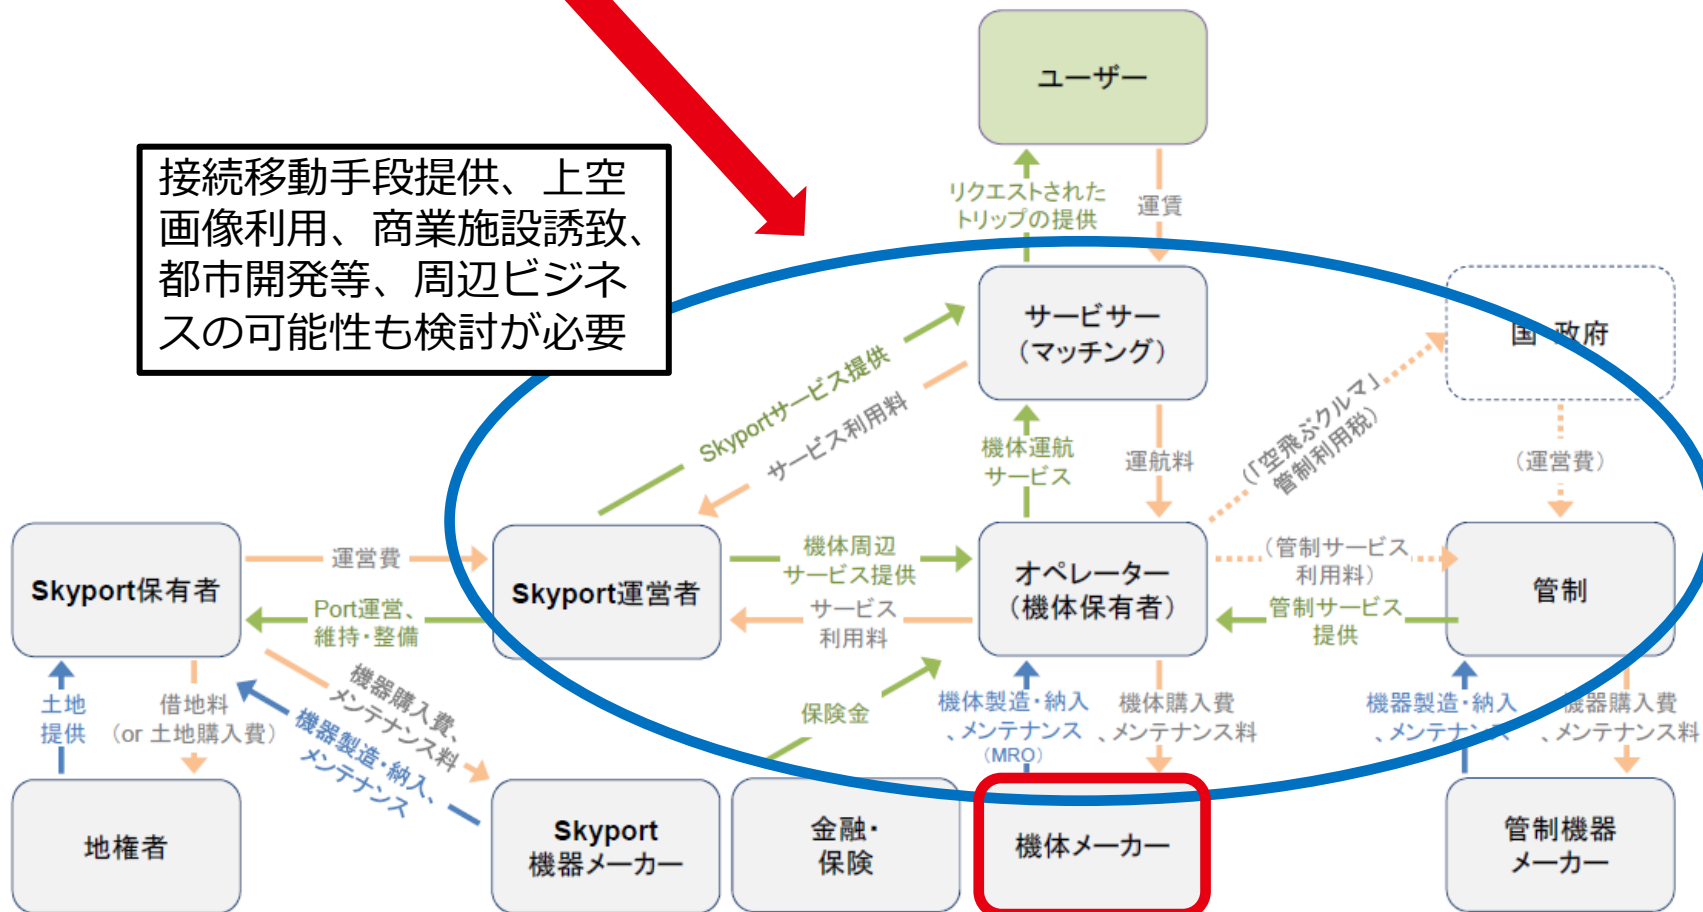 ユーザー
接続移動手段提供、上空
画像利用、商業施設誘致、
都市開発等、周辺ビジネ
スの可能性も検討が必要
リクエストされた
トリップの提供
運賃
サービサー
（マッチング）
国
政府
Skyportサービス提供
サービス利用料
機体運航
サービス
運航料
（「空飛ぶクルマ」
管制利用税）
（運営費）
Skyport保有者
運営費
Port運営、
維持・整備
Skyport運営者
機体周辺
サービス提供
サービス
利用料
オペレーター
（機体保有者）
（管制サービス
利用料）
管制サービス
提供
管制
土地
提供
借地料
（or 土地購入費）
機器購入費、
メンテナンス料
機器製造・納入、
メンテナンス
保険金
機体製造・納入
、メンテナンス
（MRO）
機体購入費
、メンテナンス料
機器製造・納入
、メンテナンス
機器購入費
、メンテナンス料
地権者
Skyport
機器メーカー
金融・
保険
機体メーカー
管制機器
メーカー